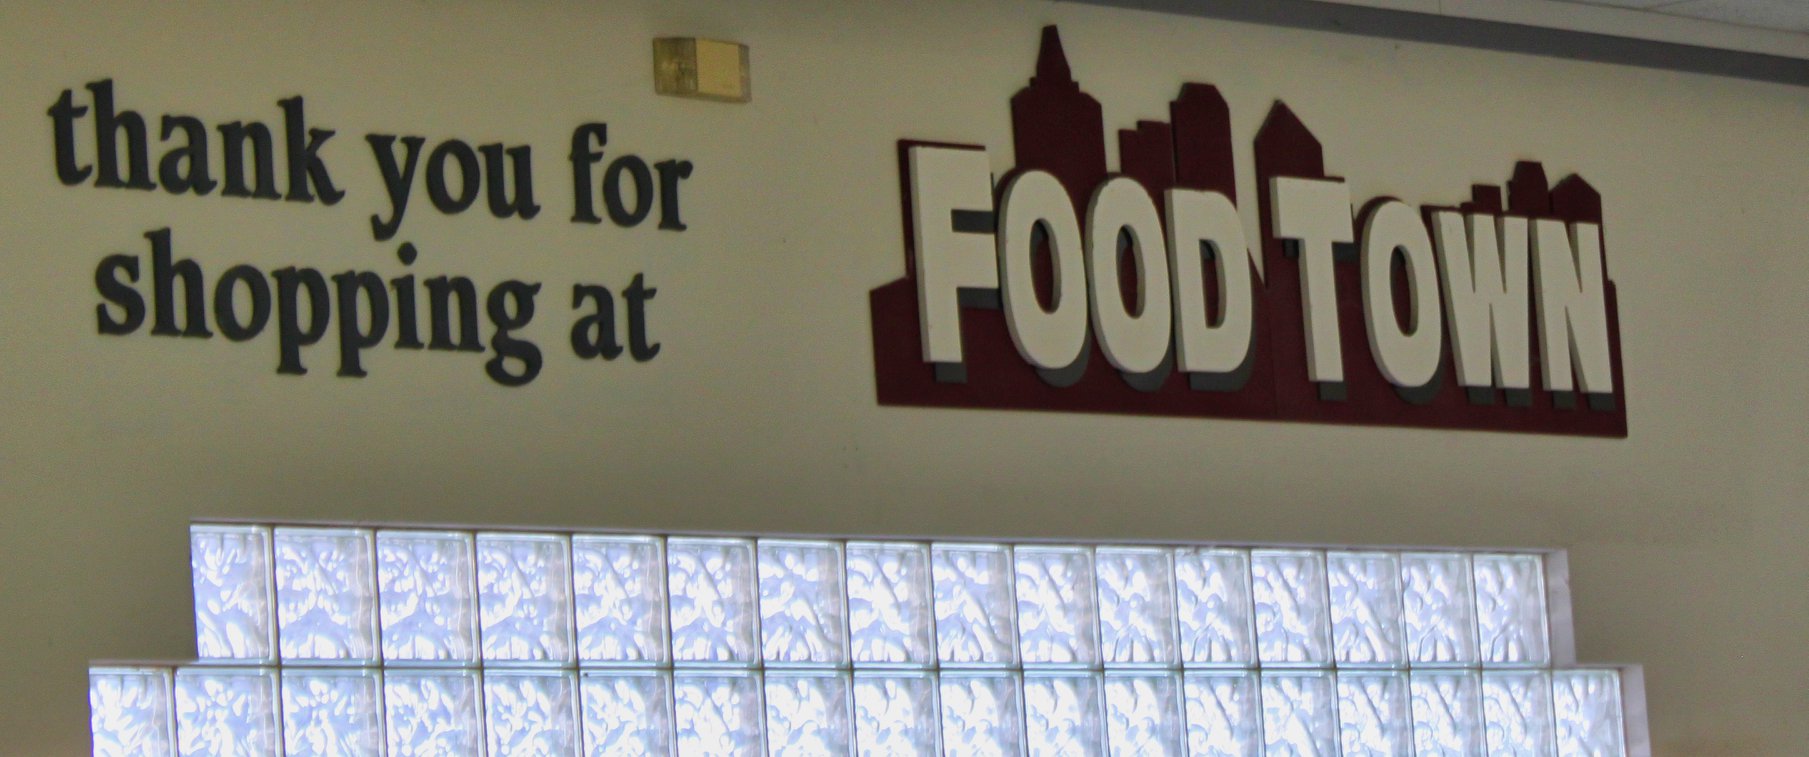 thank you for
shopping at
FOOD TOWN